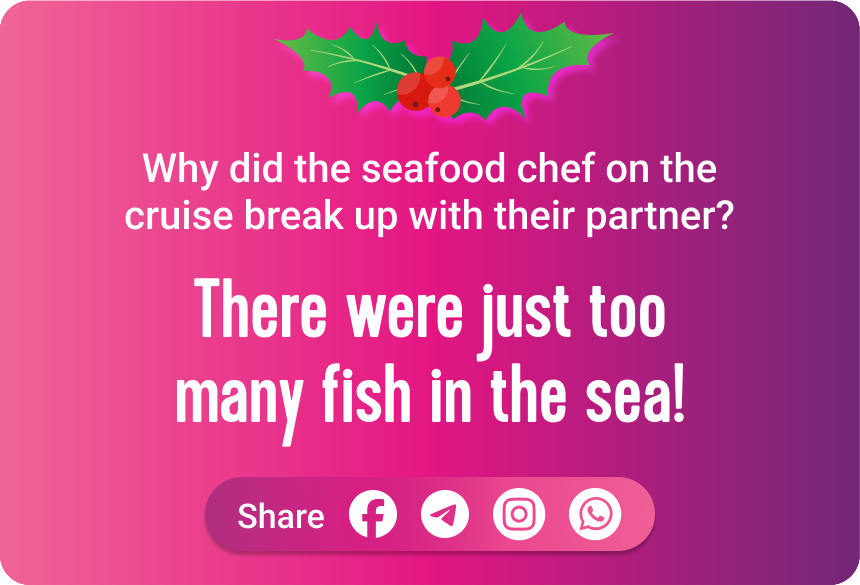 Why did the seafood chef on the
cruise break up with their partner?
There were just too
many fish in the sea!
Share